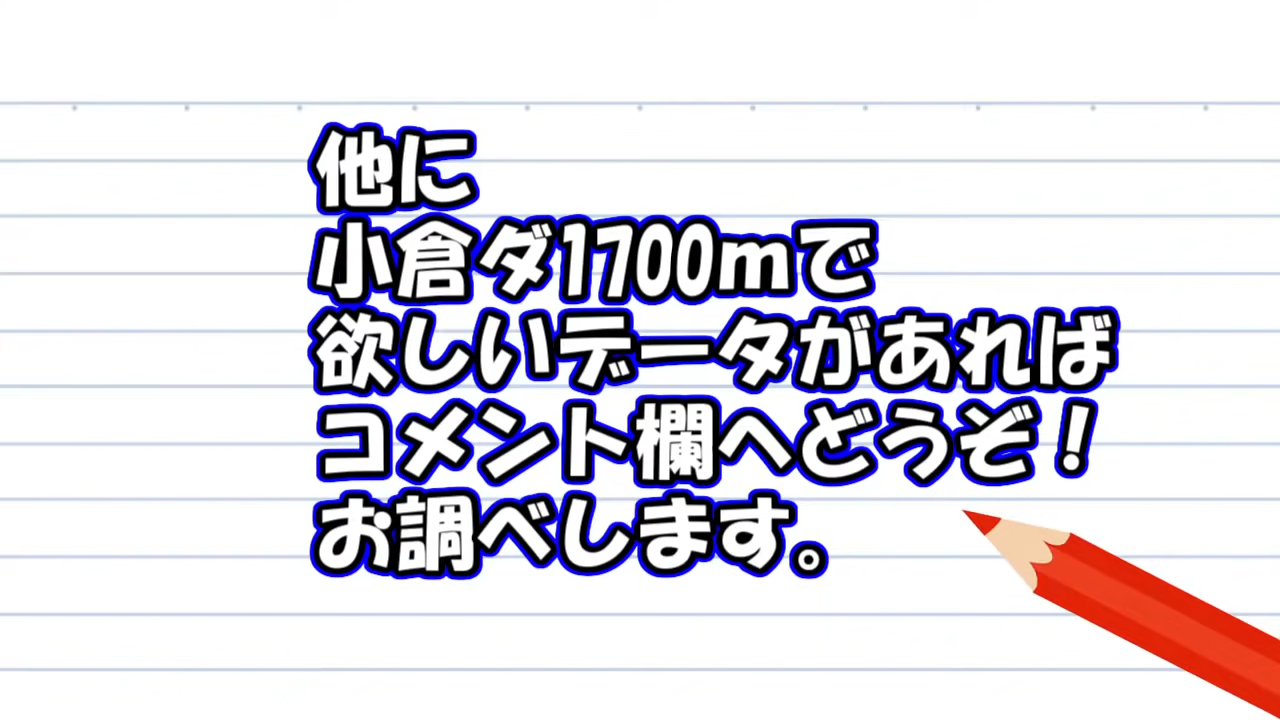 他に
小倉ダ1700mで
欲しいデータがあれば
コメント欄へどうぞ！
お調べします。